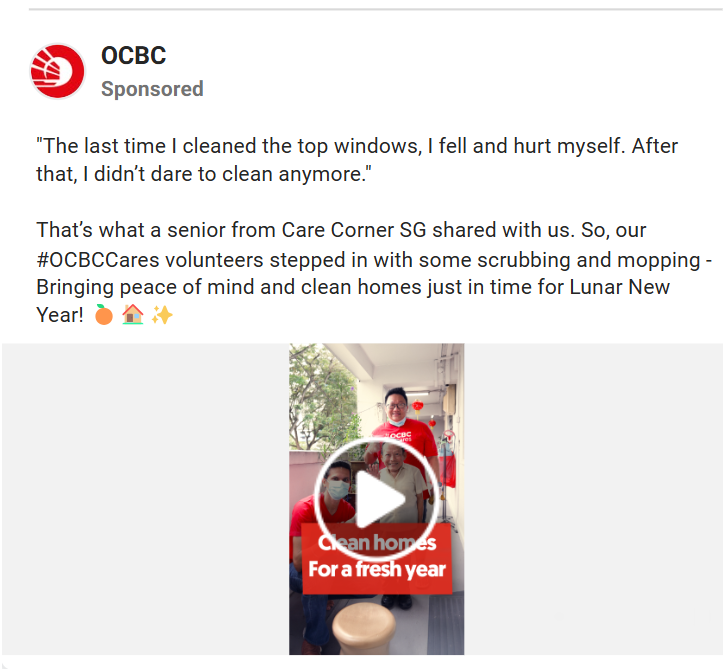 OCBC
Sponsored
"The last time I cleaned the top windows, I fell and hurt myself. After
that, I didn’t dare to clean anymore."
That’s what a senior from Care Corner SG shared with us. So, our
#OCBCCares volunteers stepped in with some scrubbing and mopping -
Bringing peace of mind and clean homes just in time for Lunar New
Year! 🍊 🏠 ✨
OCBC
Clean homes
For a fresh year